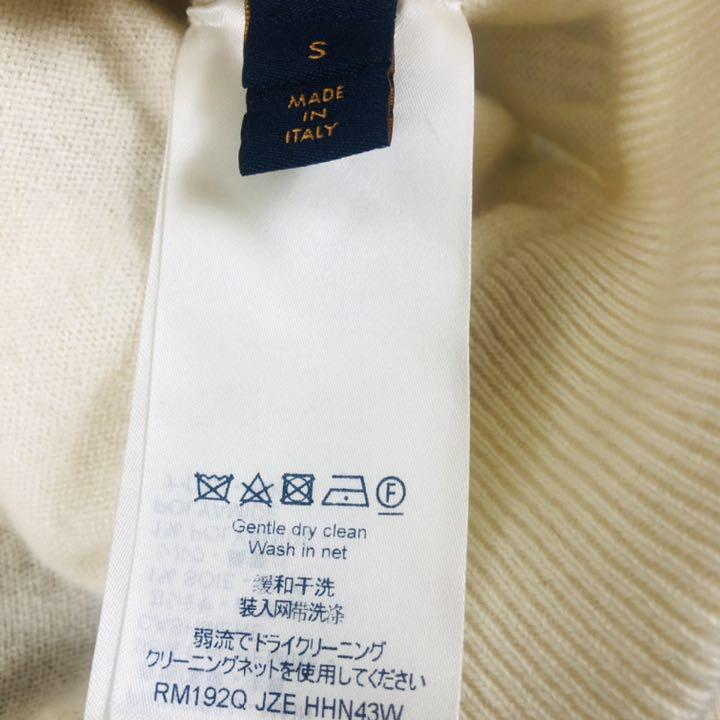 S
MADE
IN
ITALY
F
Gentle dry clean
Wash in net
缓和干洗
装入网带洗涤
弱流でドライクリーニング
クリーニングネットを使用してください
RM192Q JZE HHN43W